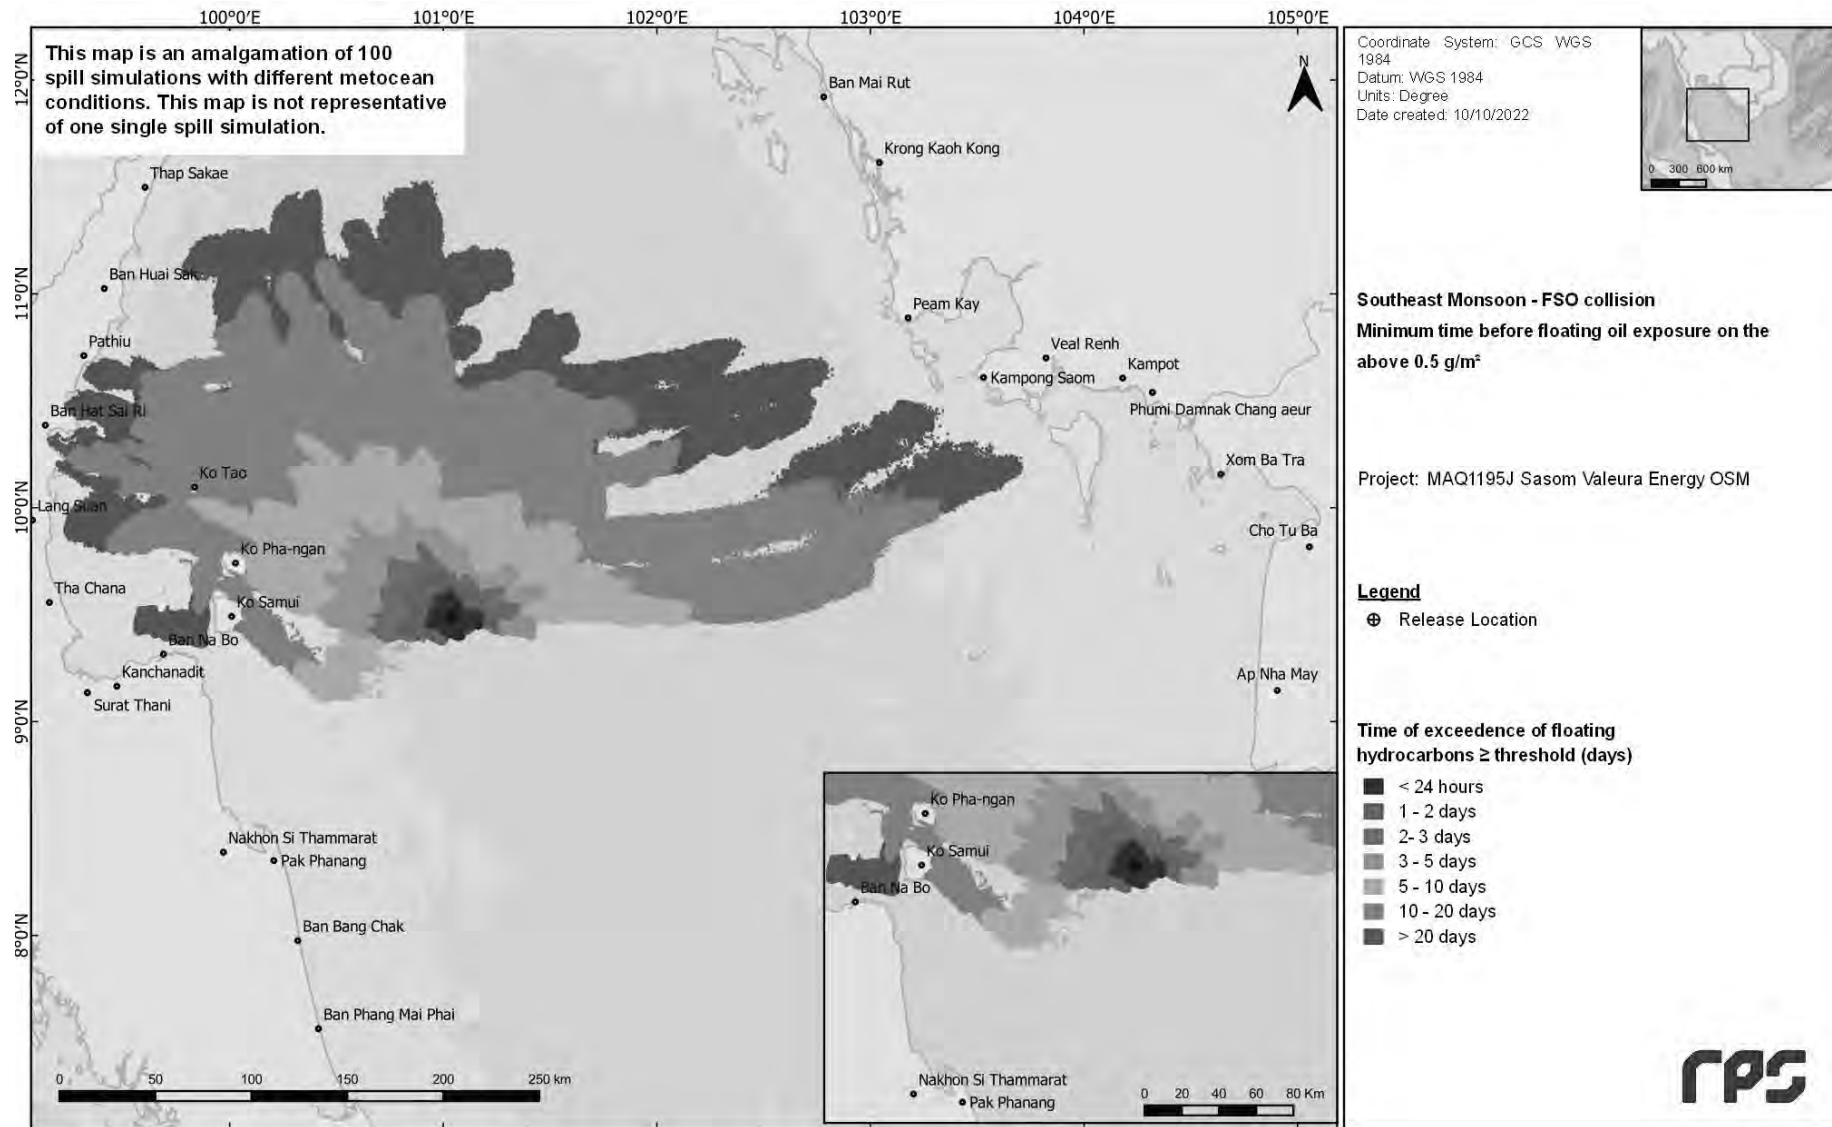 100°0'E 101°0'E 102°0'E 103°0'E 104°0'E 105°0'E
12°0'N
11°0'N
10°0'N
9°0'N
8°0'N
This map is an amalgamation of 100
spill simulations with different metocean
conditions. This map is not representative
of one single spill simulation.
N
Ban Mai Rut
Krong Kaoh Kong
Thap Sakae
Ban Huai Sak
Peam Kay
Pathiu
Veal Renh
Kampong Saom
Kampot
Phumi Damnak Chang aeur
Ban Hat Sai Ri
Xom Ba Tra
Ko Tao
Lang Suan
Cho Tu Ba
Ko Pha-ngan
Tha Chana
Ko Samui
Ban Na Bo
Kanchanadit
Surat Thani
Ap Nha May
Nakhon Si Thammarat
Pak Phanang
Ban Bang Chak
Ban Phang Mai Phai
0 50 100 150 200 250 km
Ko Pha-ngan
Ko Samui
Ban Na Bo
Nakhon Si Thammarat
Pak Phanang
0 20 40 60 80 Km
Coordinate System: GCS WGS
1984
Datum: WGS 1984
Units: Degree
Date created: 10/10/2022
0 300 600 km
Southeast Monsoon - FSO collision
Minimum time before floating oil exposure on the
above 0.5 g/m²
Project: MAQ1195J Sasom Valeura Energy OSM
Legend
Release Location
Time of exceedence of floating
hydrocarbons ≥ threshold (days)
< 24 hours
1 - 2 days
2- 3 days
3 - 5 days
5 - 10 days
10 - 20 days
> 20 days
rps